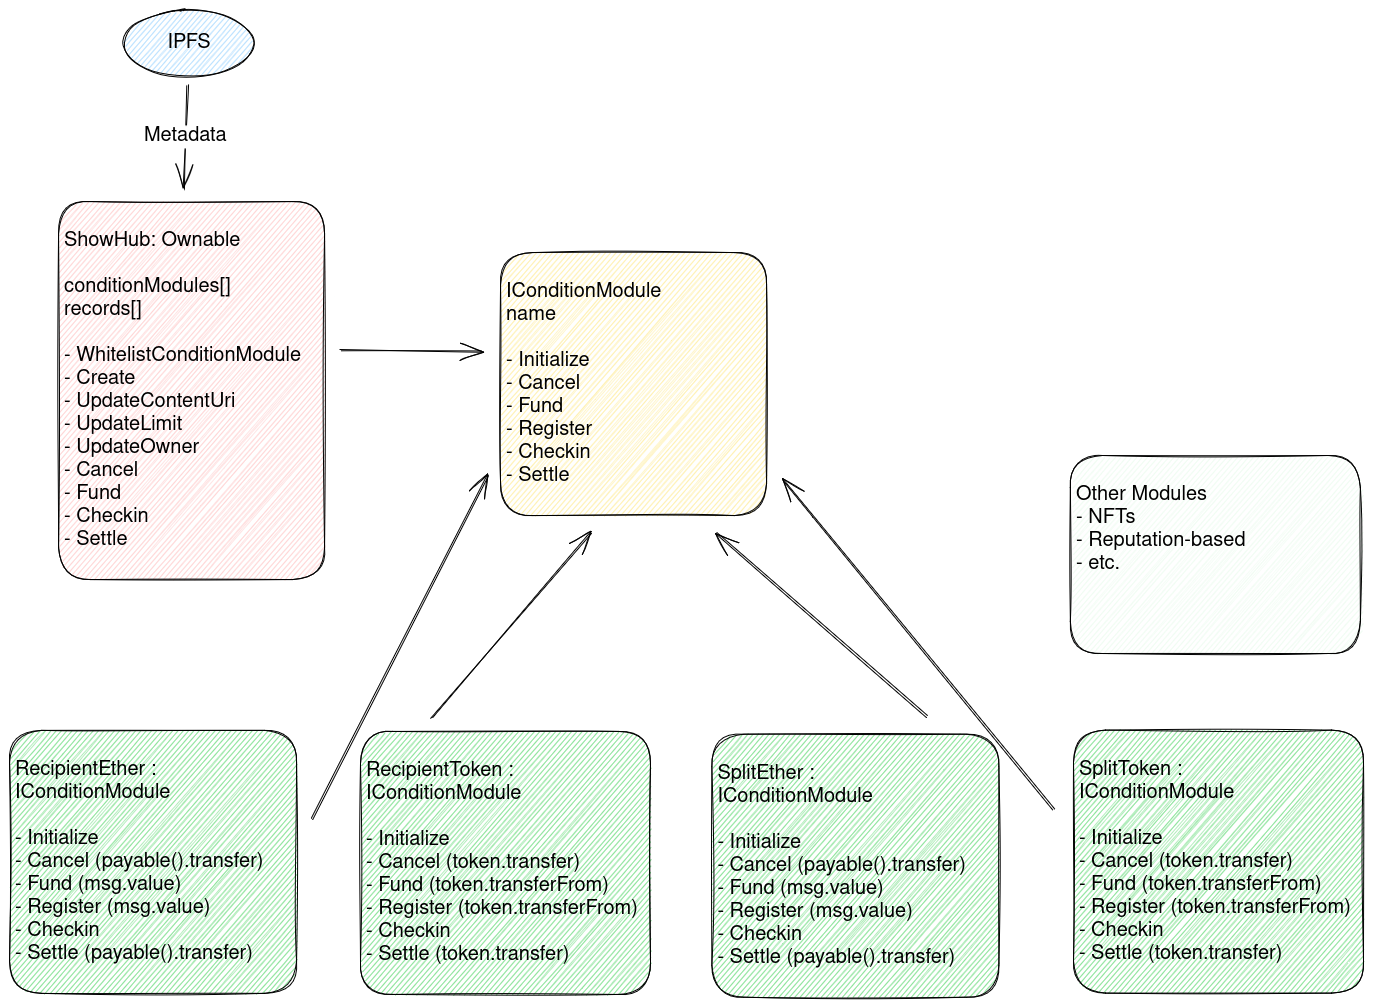 IPFS
Metadata
ShowHub: Ownable
conditionModules[]
records[]
- WhitelistConditionModule
- Create
- UpdateContentUri
- UpdateLimit
- UpdateOwner
- Cancel
- Fund
- Checkin
- Settle
IConditionModule
name
- Initialize
- Cancel
- Fund
- Register
- Checkin
- Settle
Other Modules
- NFTs
- Reputation-based
- etc.
RecipientEther :
IConditionModule
- Initialize
- Cancel (payable().transfer)
- Fund (msg.value)
- Register (msg.value)
- Checkin
- Settle (payable().transfer)
RecipientToken :
IConditionModule
- Initialize
- Cancel (token.transfer)
- Fund (token.transferFrom)
- Register (token.transferFrom)
- Checkin
- Settle (token.transfer)
SplitEther :
IConditionModule
- Initialize
- Cancel (payable().transfer)
- Fund (msg.value)
- Register (msg.value)
- Checkin
- Settle (payable().transfer)
SplitToken :
IConditionModule
- Initialize
- Cancel (token.transfer)
- Fund (token.transferFrom)
- Register (token.transferFrom)
- Checkin
- Settle (token.transfer)